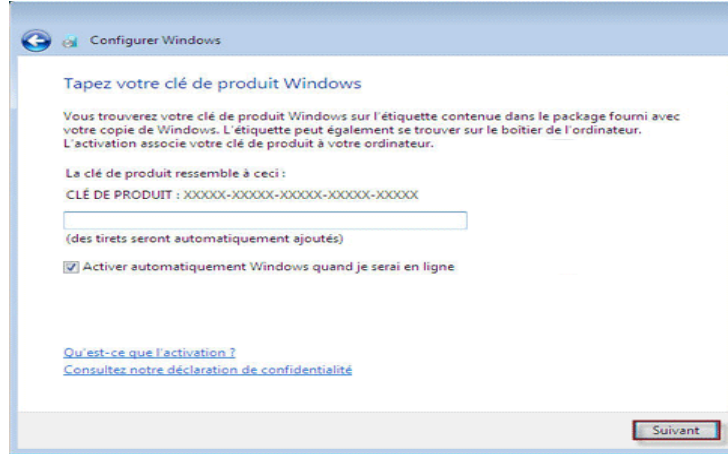 Configurer Windows
Tapez votre clé de produit Windows
Vous trouverez votre clé de produit Windows sur l'étiquette contenue dans le package fourni avec
votre copie de Windows. L'étiquette peut également se trouver sur le boîtier de l'ordinateur.
L'activation associe votre clé de produit à votre ordinateur.
La clé de produit ressemble à ceci :
CLÉ DE PRODUIT : XXXXX-XXXXX-XXXXX-XXXXX-XXXXX
(des tirets seront automatiquement ajoutés)
Activer automatiquement Windows quand je serai en ligne
Qu'est-ce que l'activation ?
Consultez notre déclaration de confidentialité
Suivant